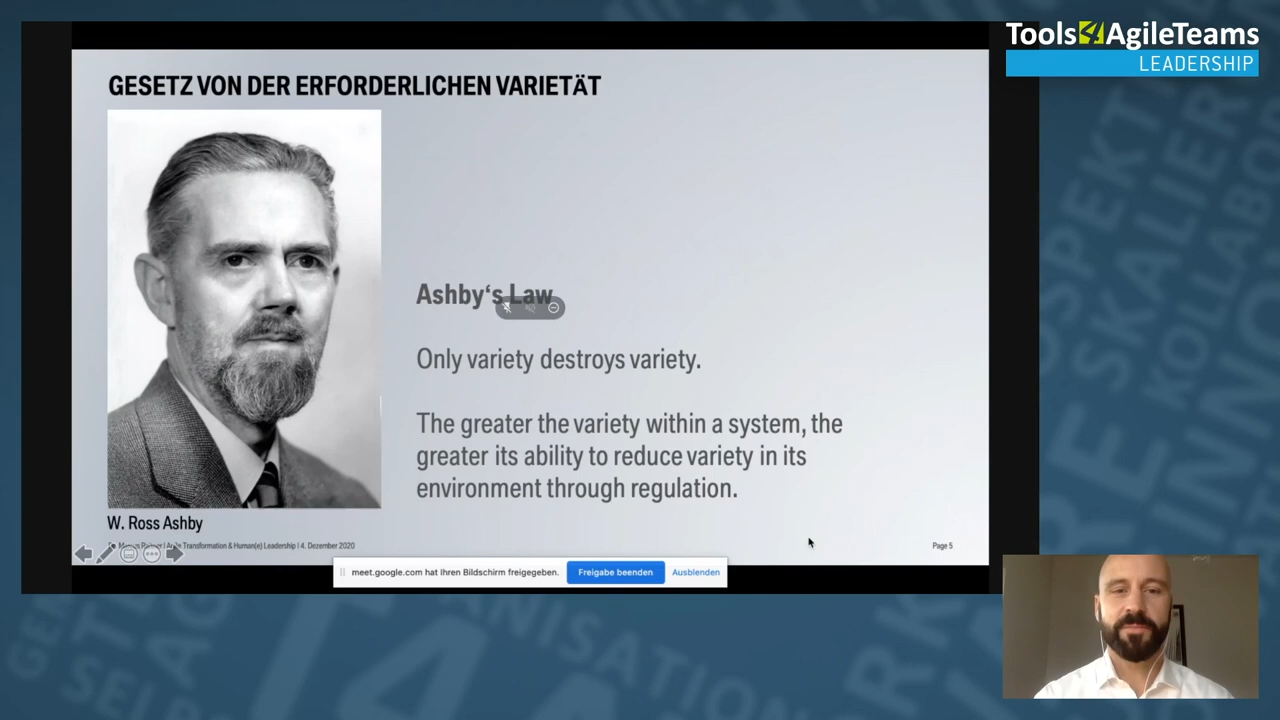 Tools4AgileTeams
LEADERSHIP
GESETZ VON DER ERFORDERLICHEN VARIETÄT
Ashby‘s Law
Only variety destroys variety.
The greater the variety within a system, the
greater its ability to reduce variety in its
environment through regulation.
W. Ross Ashby
Transformation & Human(e) Leadership | 4. Dezember 2020
Page 5
meet.google.com hat Ihren Bildschirm freigegeben.
Freigabe beenden
Ausblenden